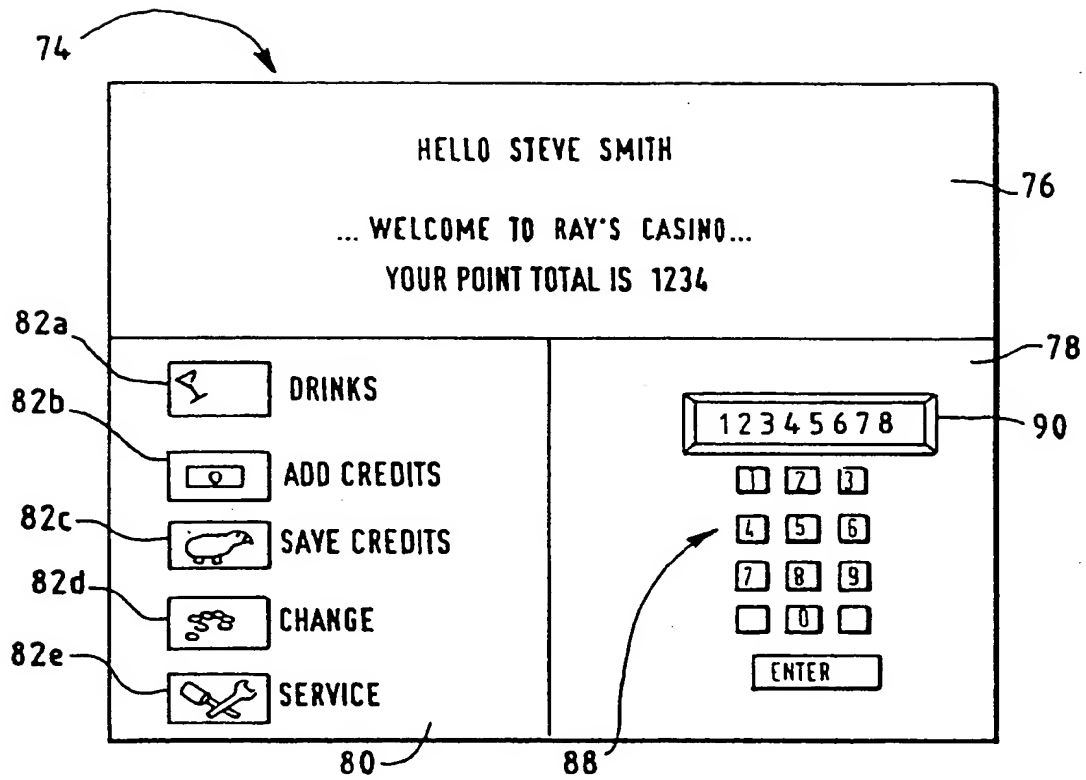 74
HELLO STEVE SMITH
76
... WELCOME TO RAY'S CASINO...
YOUR POINT TOTAL IS 1234
82a
DRINKS
78
82b
12345678
90
ADD CREDITS
1 2 3
82c
SAVE CREDITS
4 5 6
82d
CHANGE
7 8 9
0
82e
SERVICE
ENTER
80
88